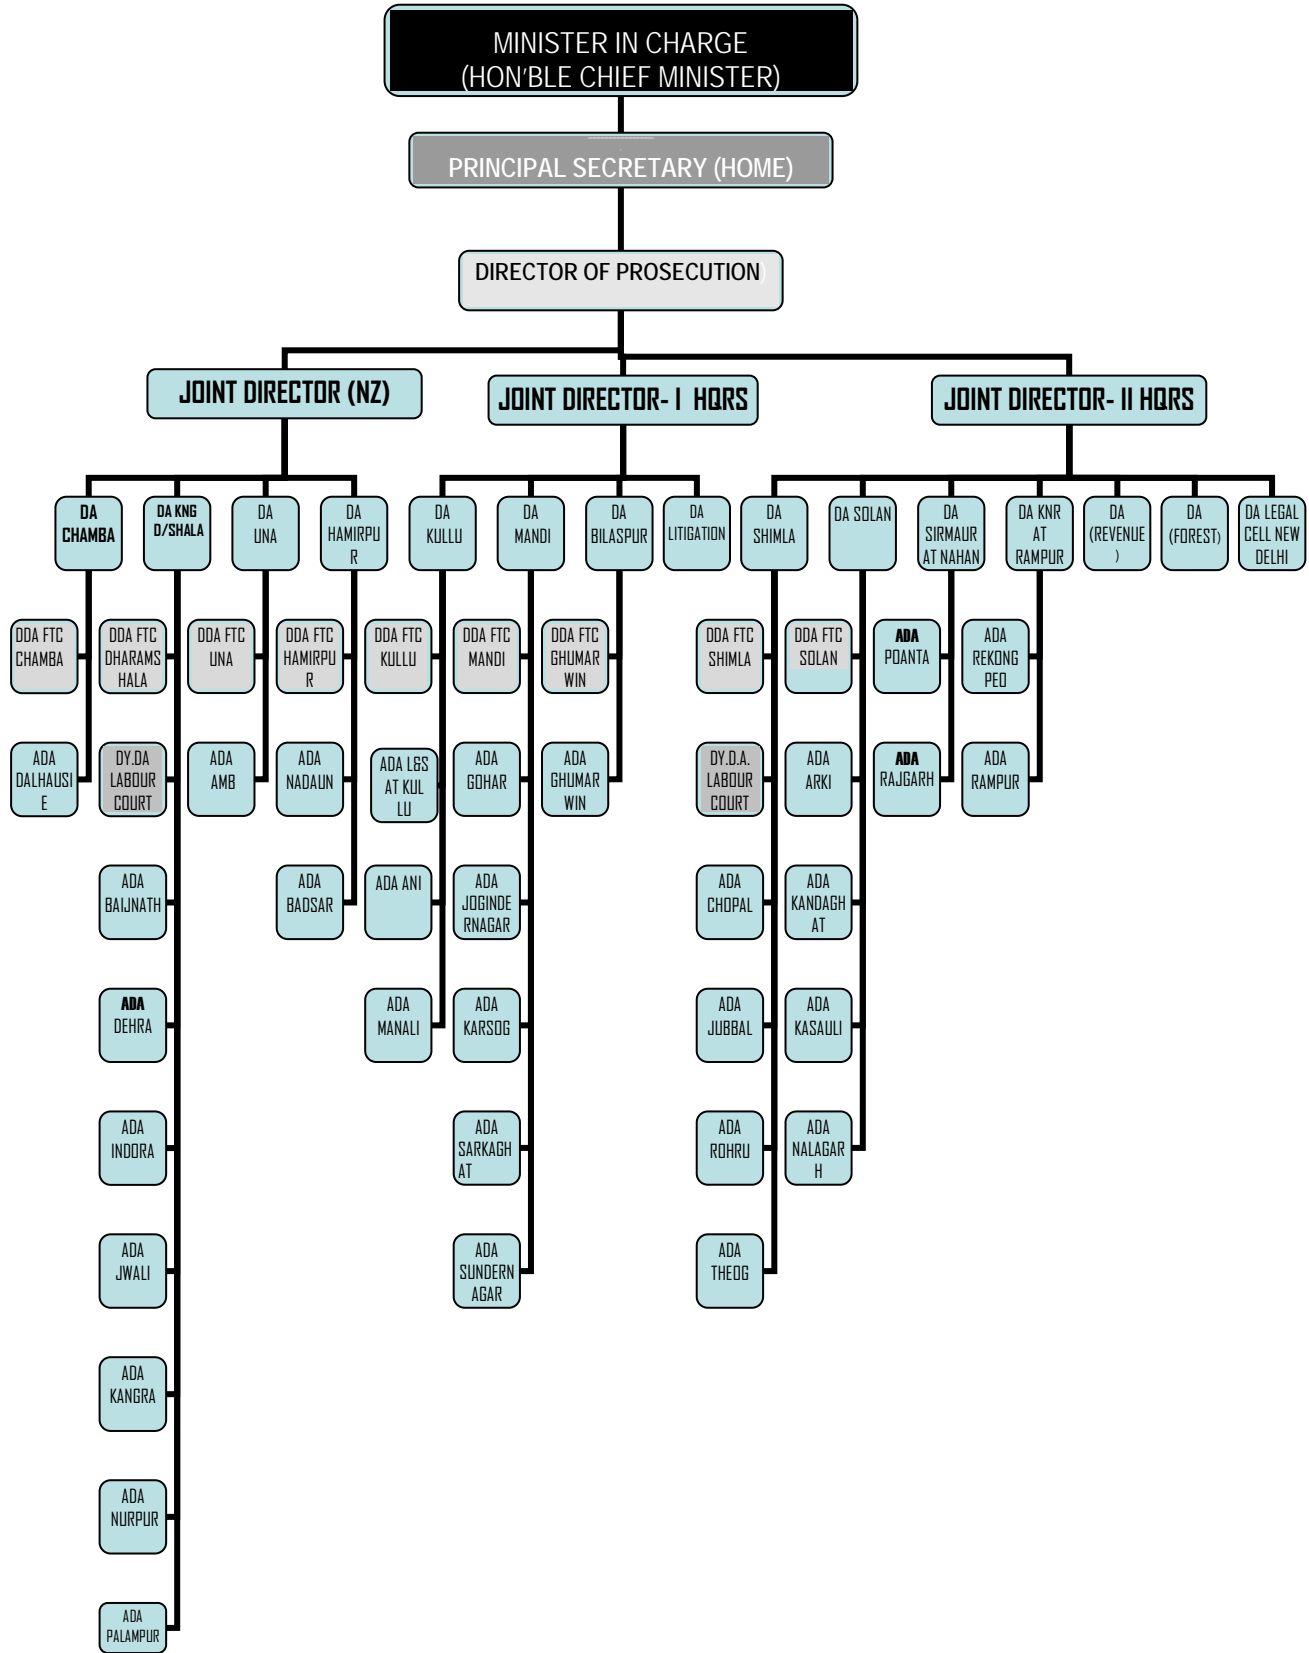 MINISTER IN CHARGE
(HON'BLE CHIEF MINISTER)
PRINCIPAL SECRETARY (HOME)
DIRECTOR OF PROSECUTION)
JOINT DIRECTOR (NZ)
JOINT DIRECTOR- I HQRS
JOINT DIRECTOR- II HQRS
DA
CHAMBA
DA KNG
D/SHALA
DA
UNA
DA
HAMIRPU
R
DA
KULLU
DA
MANDI
DA
BILASPUR
DA
LITIGATION
DA
SHIMLA
DA SOLAN
DA
SIRMAUR
AT NAHAN
DA KNR
AT
RAMPUR
DA
(REVENUE
)
DA
(FOREST)
DA LEGAL
CELL NEW
DELHI
DDA FTC
CHAMBA
DDA FTC
DHARAMS
HALA
DDA FTC
UNA
DDA FTC
HAMIRPU
R
DDA FTC
KULLU
DDA FTC
MANDI
DDA FTC
GHUMAR
WIN
DDA FTC
SHIMLA
DDA FTC
SOLAN
ADA
POANTA
ADA
REKONG
PEO
ADA
DALHAUSI
E
DY.DA
LABOUR
COURT
ADA
AMB
ADA
NADAUN
ADA L&S
AT KUL
LU
ADA
GOHAR
ADA
GHUMAR
WIN
DY.D.A.
LABOUR
COURT
ADA
ARKI
ADA
RAJGARH
ADA
RAMPUR
ADA
BAIJNATH
ADA
BADSAR
ADA ANI
ADA
JOGINDE
RNAGAR
ADA
CHOPAL
ADA
KANDAGH
AT
ADA
DEHRA
ADA
MANALI
ADA
KARSOG
ADA
JUBBAL
ADA
KASAULI
ADA
INDORA
ADA
SARKAGH
AT
ADA
ROHRU
ADA
NALAGAR
H
ADA
JWALI
ADA
SUNDERN
AGAR
ADA
THEOG
ADA
KANGRA
ADA
NURPUR
ADA
PALAMPUR